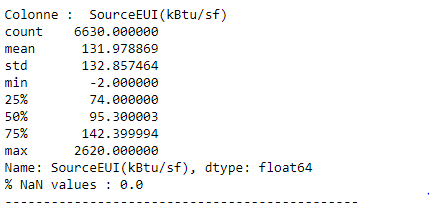 Colonne :  SourceEUI(kBtu/sf)
count    6630.000000
mean      131.978869
std       132.857464
min        -2.000000
25%        74.000000
50%        95.300003
75%       142.399994
max      2620.000000
Name: SourceEUI(kBtu/sf), dtype: float64
% NaN values : 0.0
----------------------------------------------